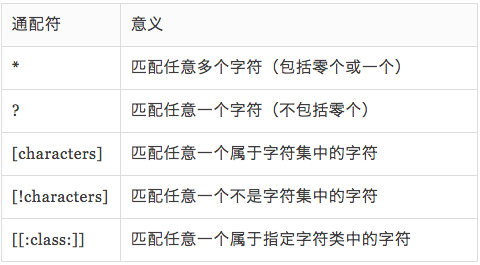 通配符 意义
* 匹配任意多个字符（包括零个或一个）
? 匹配任意一个字符（不包括零个）
[characters] 匹配任意一个属于字符集中的字符
[!characters] 匹配任意一个不是字符集中的字符
[[:class:]] 匹配任意一个属于指定字符类中的字符